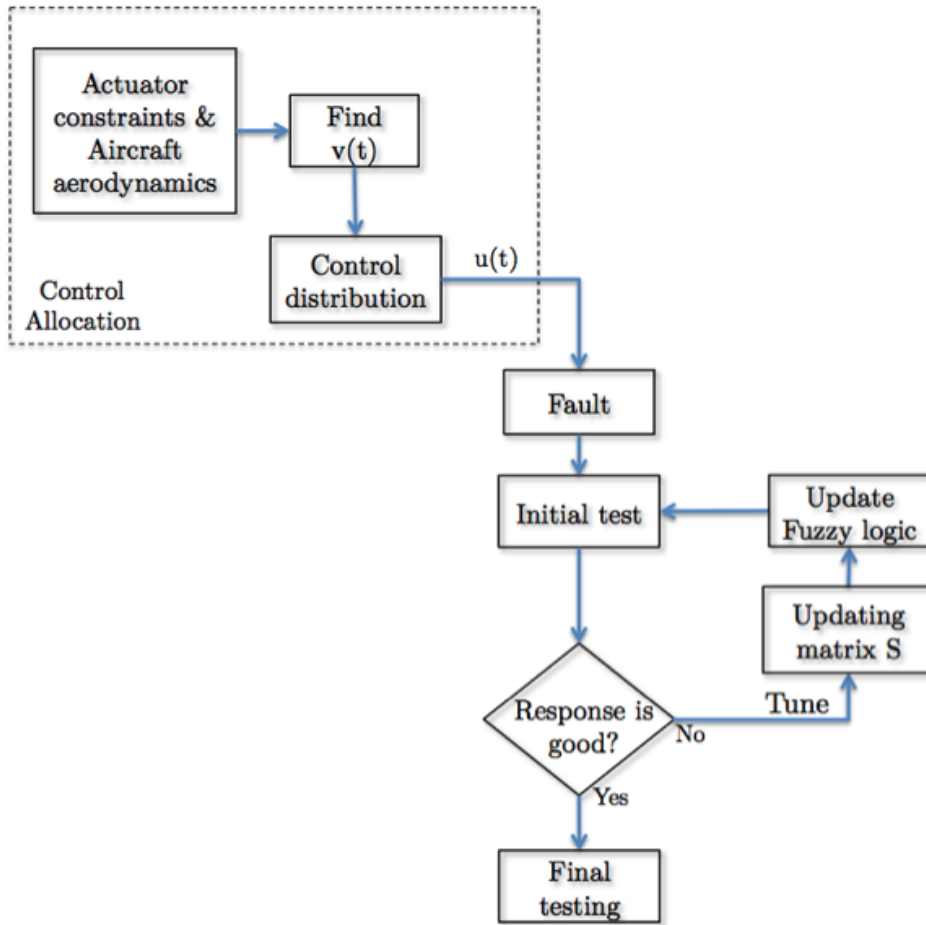 Actuator
constraints &
Aircraft
aerodynamics
Find
v(t)
Control
distribution
u(t)
Control
Allocation
Fault
Initial test
Update
Fuzzy logic
Updating
matrix S
Response is
good?
Tune
No
Yes
Final
testing